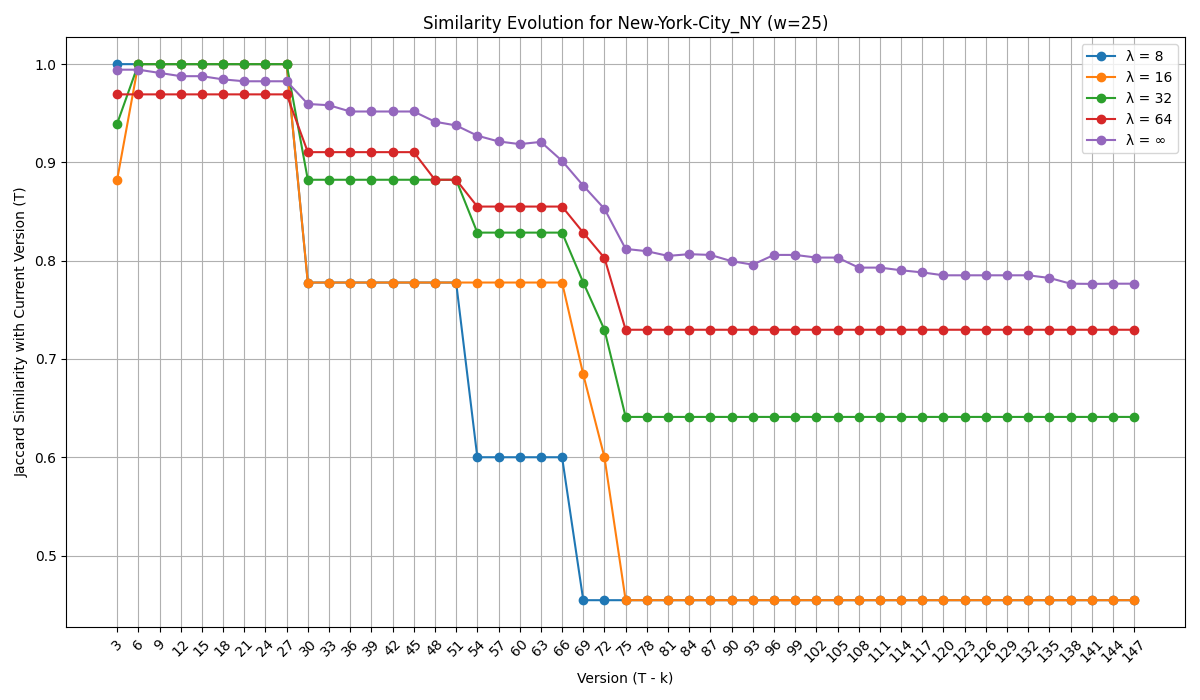 Similarity Evolution for New-York-City_NY (w=25)
λ = 8
λ = 16
λ = 32
λ = 64
λ = ∞
Jaccard Similarity with Current Version (T)
1.0
0.9
0.8
0.7
0.6
0.5
3 6 9 12 15 18 21 24 27 30 33 36 39 42 45 48 51 54 57 60 63 66 69 72 75 78 81 84 87 90 93 96 99 102 105 108 111 114 117 120 123 126 129 132 135 138 141 144 147
Version (T - k)